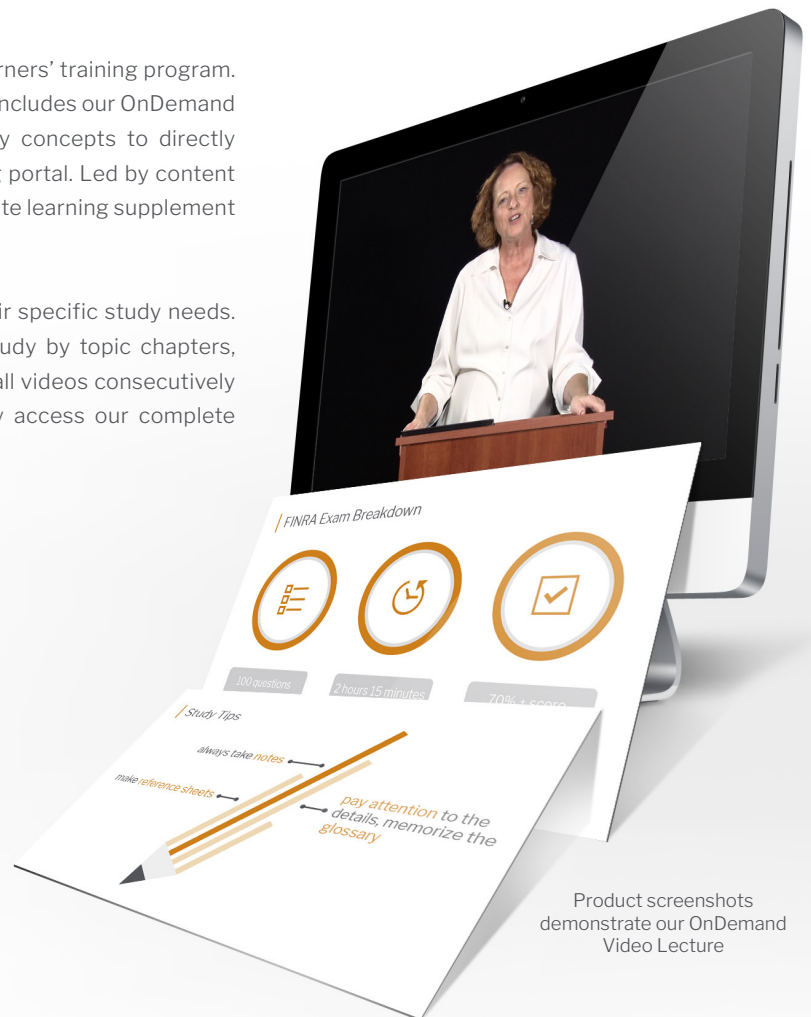 rners’ training program.
ncludes our OnDemand
y concepts to directly
g portal. Led by content
te learning supplement
ir specific study needs.
udy by topic chapters,
all videos consecutively
y access our complete
FINRA Exam Breakdown
100 questions
2 hours 15 minutes
70% + score
Study Tips
always take notes
make reference sheets
pay attention to the
details, memorize the
glossary
Product screenshots
demonstrate our OnDemand
Video Lecture